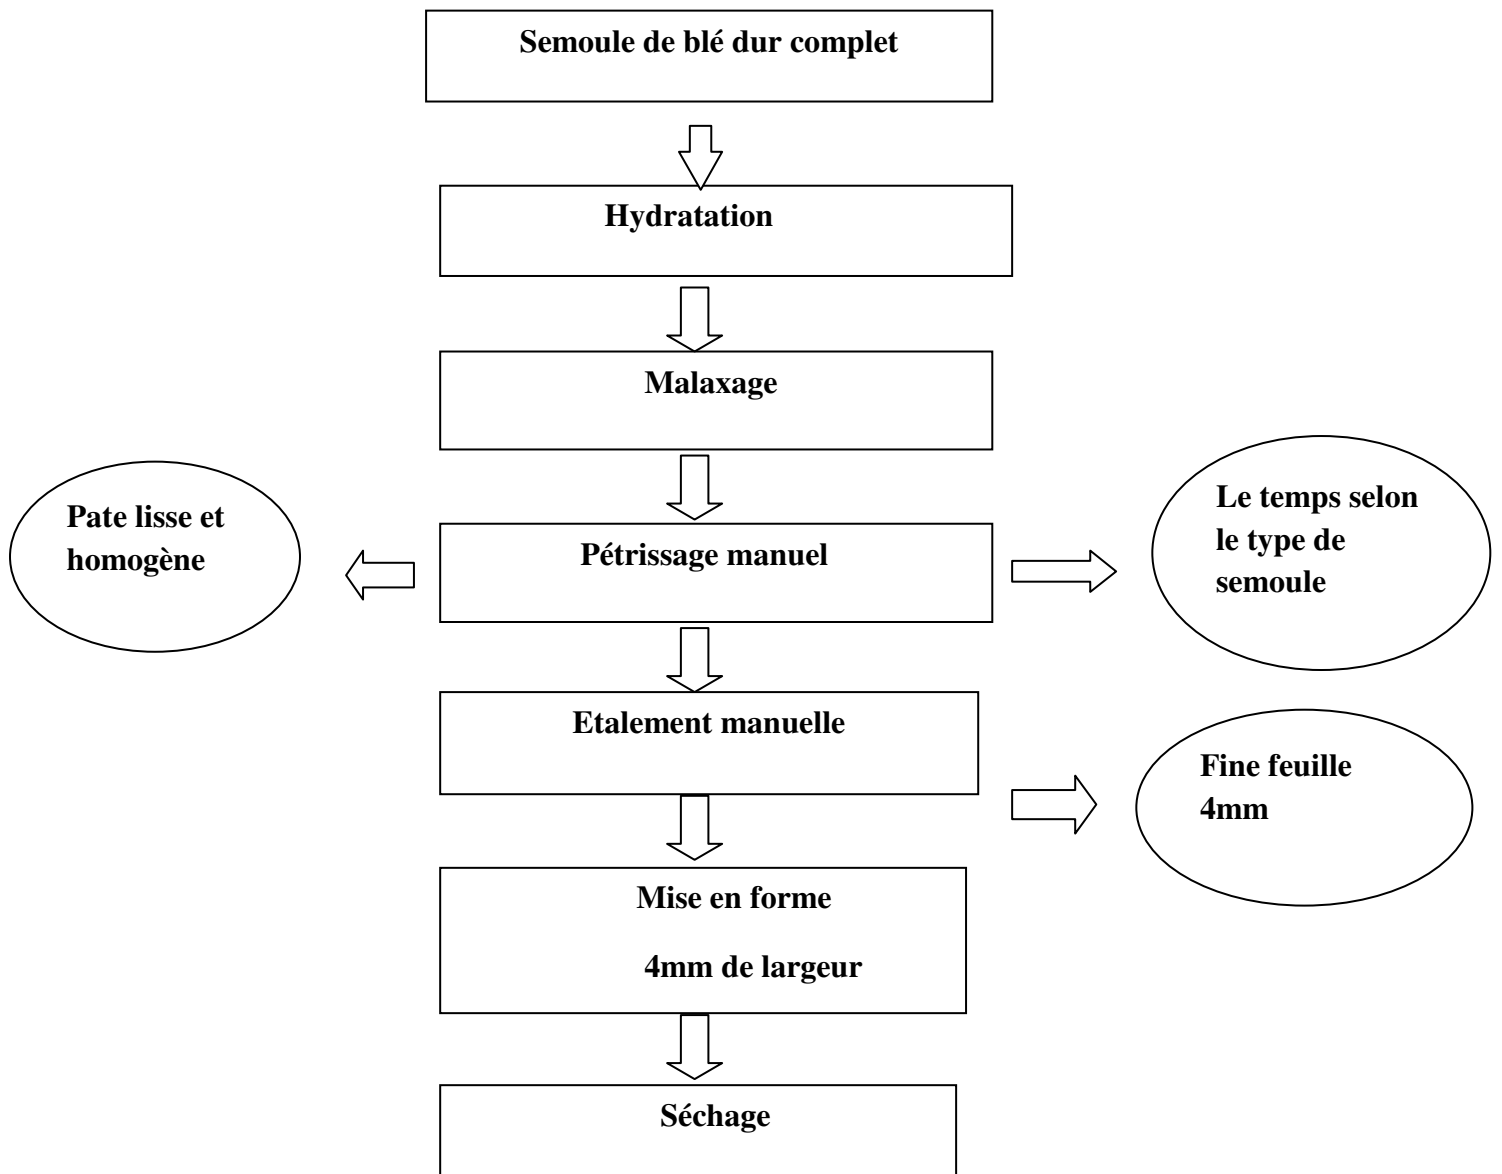 Semoule de blé dur complet
Hydratation
Malaxage
Pate lisse et
homogène
Pétrissage manuel
Le temps selon
le type de
semoule
Etalement manuelle
Fine feuille
4mm
Mise en forme
4mm de largeur
Séchage